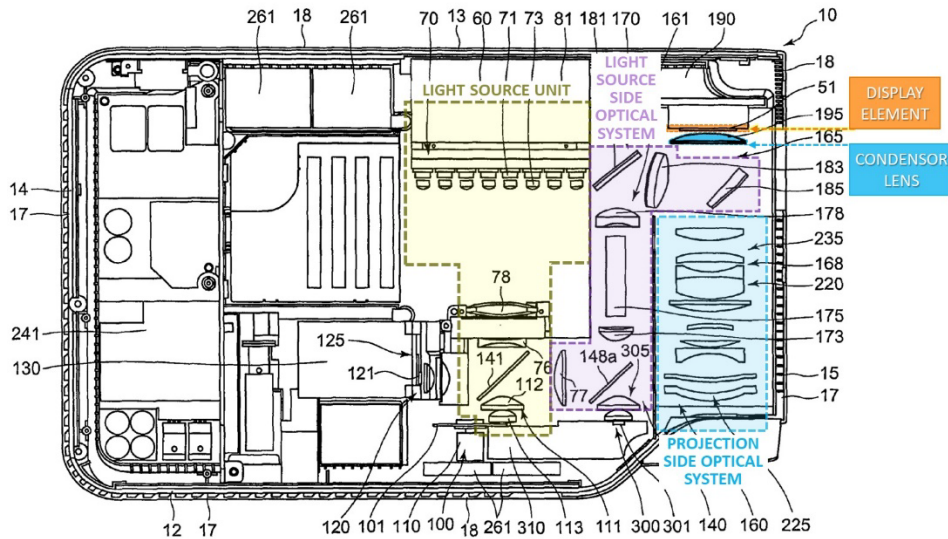 261 18 261 70 13 60 71 73 81 181 170 161 190 10
18
LIGHT SOURCE UNIT
LIGHT
SOURCE
SIDE
OPTICAL
SYSTEM
51
DISPLAY
ELEMENT
195
165
CONDENSOR
LENS
183
185
14
17
178
235
168
220
78
241
175
125
173
130
141
76
148a
305
121
112
77
15
17
PROJECTION
SIDE OPTICAL
SYSTEM
12 17 120 101 110 100 18 261 310 113 111 300 301 140 160 225